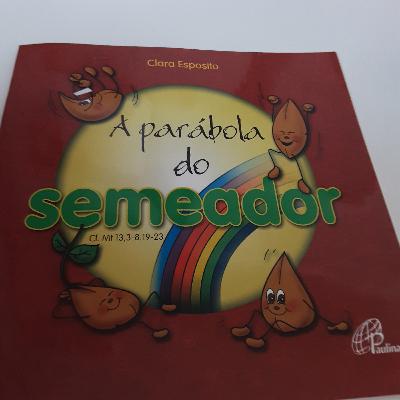 Clara Esposito
A parábola
do
semeador
Cf. Mt 13,3-8.19-23
Paulinas